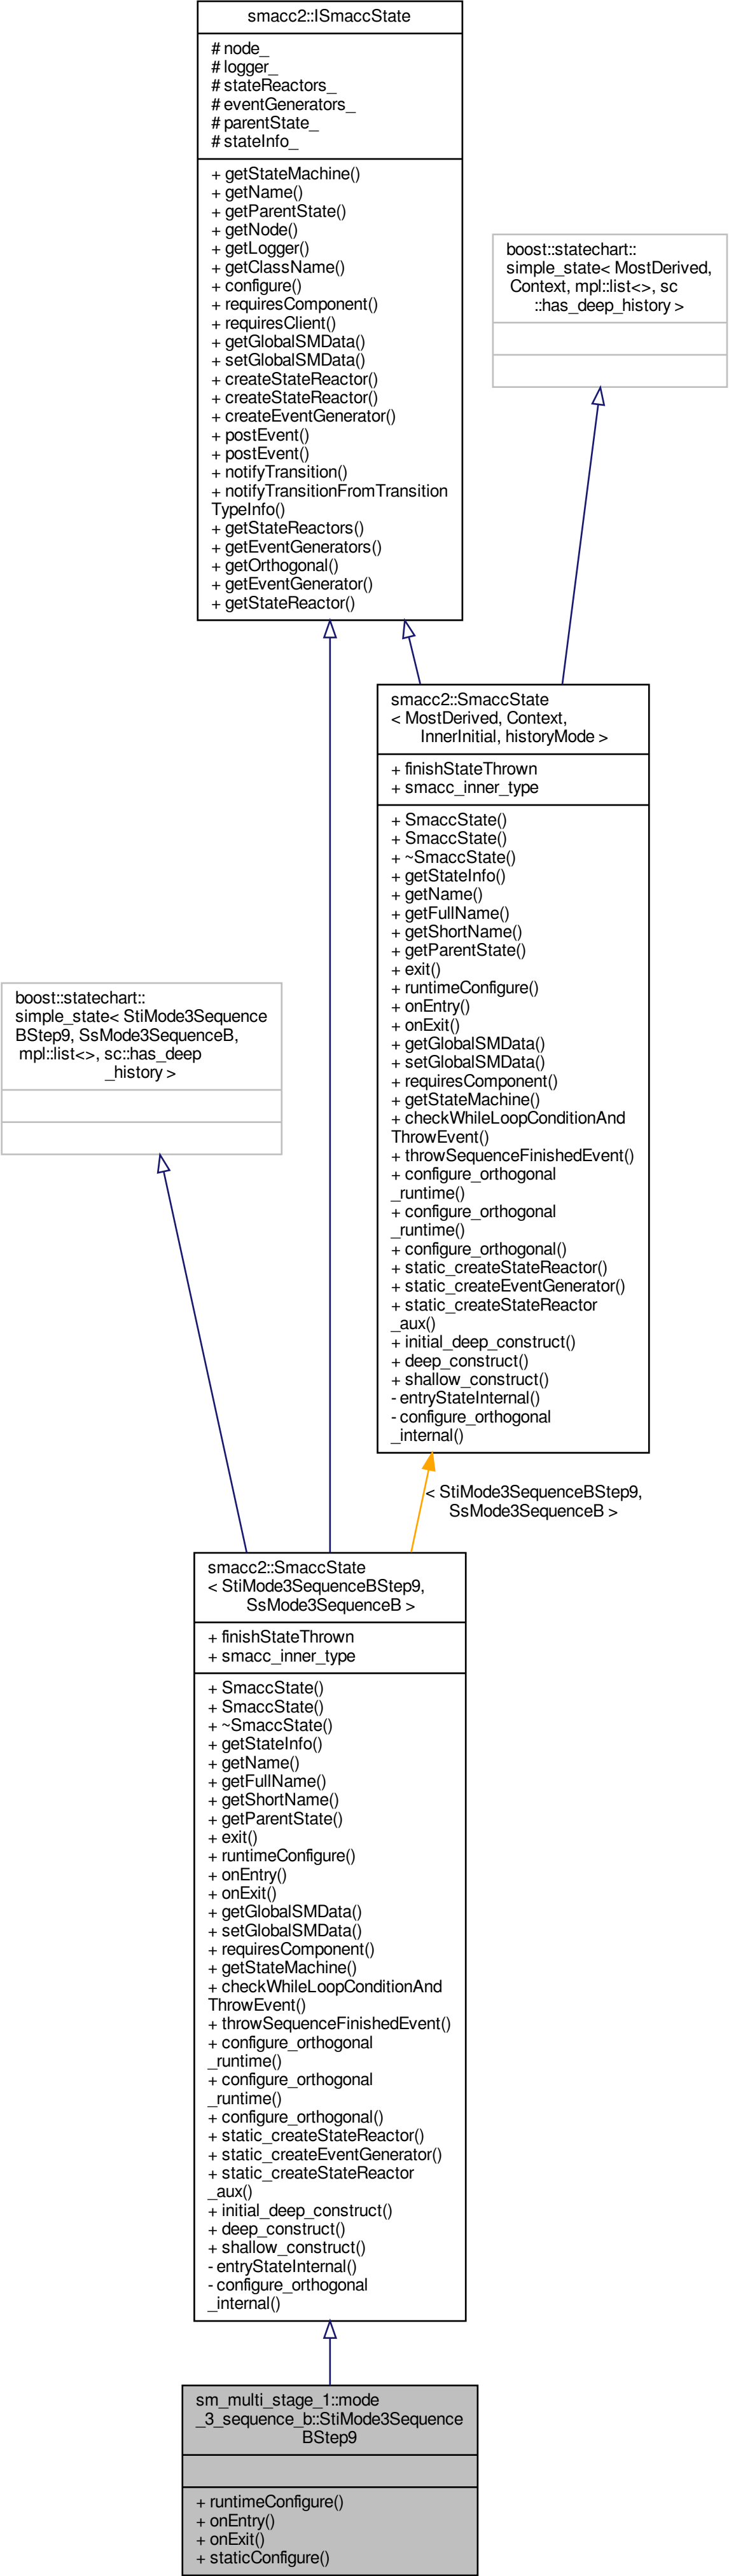 smacc2::ISmaccState
# node_
# logger_
# stateReactors_
# eventGenerators_
# parentState_
# stateInfo_
+ getStateMachine()
+ getName()
+ getParentState()
+ getNode()
+ getLogger()
+ getClassName()
+ configure()
+ requiresComponent()
+ requiresClient()
+ getGlobalSMData()
+ setGlobalSMData()
+ createStateReactor()
+ createStateReactor()
+ createEventGenerator()
+ postEvent()
+ postEvent()
+ notifyTransition()
+ notifyTransitionFromTransition
TypeInfo()
+ getStateReactors()
+ getEventGenerators()
+ getOrthogonal()
+ getEventGenerator()
+ getStateReactor()
boost::statechart::
simple_state< MostDerived,
Context, mpl::list<>, sc
::has_deep_history >
smacc2::SmaccState
< MostDerived, Context,
InnerInitial, historyMode >
+ finishStateThrown
+ smacc_inner_type
+ SmaccState()
+ SmaccState()
+ ~SmaccState()
+ getStateInfo()
+ getName()
+ getFullName()
+ getShortName()
+ getParentState()
+ exit()
+ runtimeConfigure()
+ onEntry()
+ onExit()
+ getGlobalSMData()
+ setGlobalSMData()
+ requiresComponent()
+ getStateMachine()
+ checkWhileLoopConditionAnd
ThrowEvent()
+ throwSequenceFinishedEvent()
+ configure_orthogonal
_runtime()
+ configure_orthogonal
_runtime()
+ configure_orthogonal()
+ static_createStateReactor()
+ static_createEventGenerator()
+ static_createStateReactor
_aux()
+ initial_deep_construct()
+ deep_construct()
+ shallow_construct()
- entryStateInternal()
- configure_orthogonal
_internal()
boost::statechart::
simple_state< StiMode3Sequence
BStep9, SsMode3SequenceB,
mpl::list<>, sc::has_deep
_history >
< StiMode3SequenceBStep9,
SsMode3SequenceB >
smacc2::SmaccState
< StiMode3SequenceBStep9,
SsMode3SequenceB >
+ finishStateThrown
+ smacc_inner_type
+ SmaccState()
+ SmaccState()
+ ~SmaccState()
+ getStateInfo()
+ getName()
+ getFullName()
+ getShortName()
+ getParentState()
+ exit()
+ runtimeConfigure()
+ onEntry()
+ onExit()
+ getGlobalSMData()
+ setGlobalSMData()
+ requiresComponent()
+ getStateMachine()
+ checkWhileLoopConditionAnd
ThrowEvent()
+ throwSequenceFinishedEvent()
+ configure_orthogonal
_runtime()
+ configure_orthogonal
_runtime()
+ configure_orthogonal()
+ static_createStateReactor()
+ static_createEventGenerator()
+ static_createStateReactor
_aux()
+ initial_deep_construct()
+ deep_construct()
+ shallow_construct()
- entryStateInternal()
- configure_orthogonal
_internal()
sm_multi_stage_1::mode
_3_sequence_b::StiMode3Sequence
BStep9
+ runtimeConfigure()
+ onEntry()
+ onExit()
+ staticConfigure()